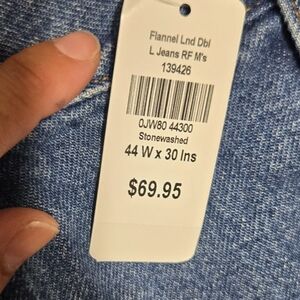 Flannel Lnd Dbl
L Jeans RF M's
139426
0JW80 44300
Stonewashed
44 W x 30 Ins
$69.95